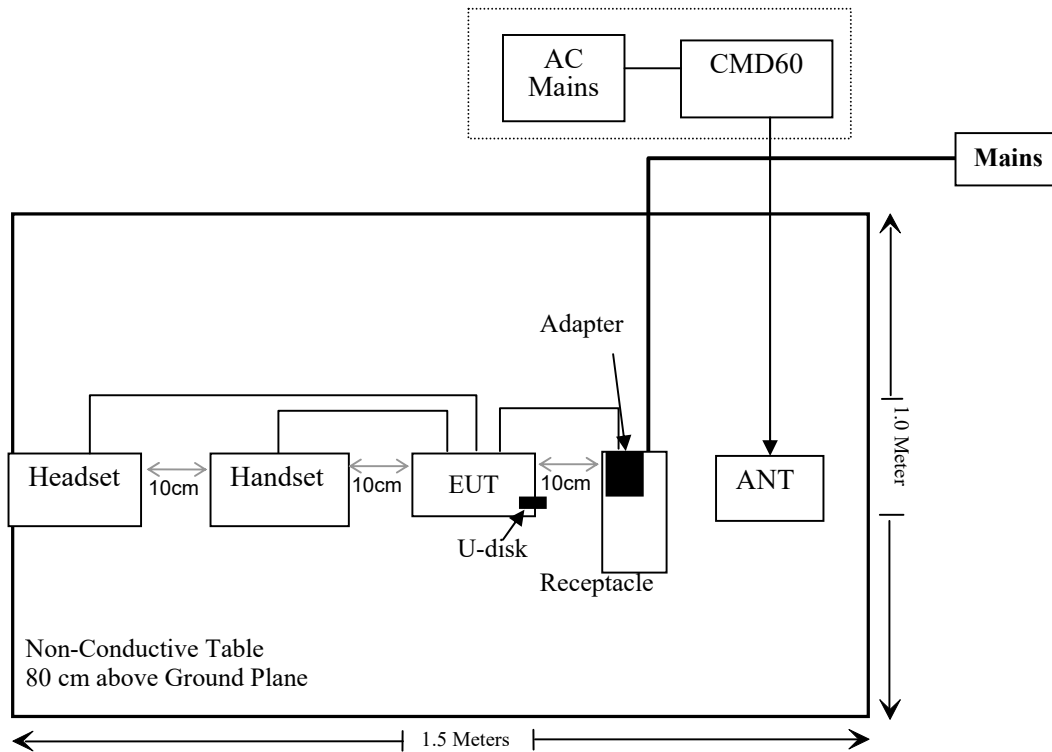 AC
Mains
CMD60
Mains
Adapter
1.0 Meter
Headset
10cm
Handset
10cm
EUT
10cm
ANT
U-disk
Receptacle
Non-Conductive Table
80 cm above Ground Plane
1.5 Meters